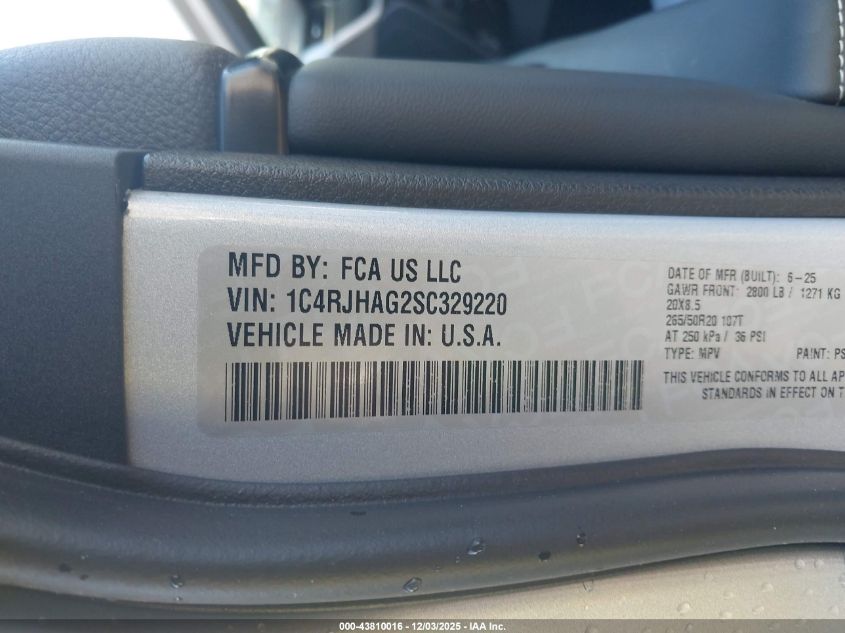 MFD BY: FCA US LLC
VIN: 1C4RJHAG2SC329220
VEHICLE MADE IN: U.S.A.
DATE OF MFR (BUILT): 6-25
GAWR FRONT: 2800 LB / 1271 KG
20X8.5
265/50R20 107T
AT 250 kPa / 36 PSI
TYPE: MPV PAINT: PS
THIS VEHICLE CONFORMS TO ALL AP
STANDARDS IN EFFECT ON T
000-43810016 - 12/03/2025 - IAA Inc.